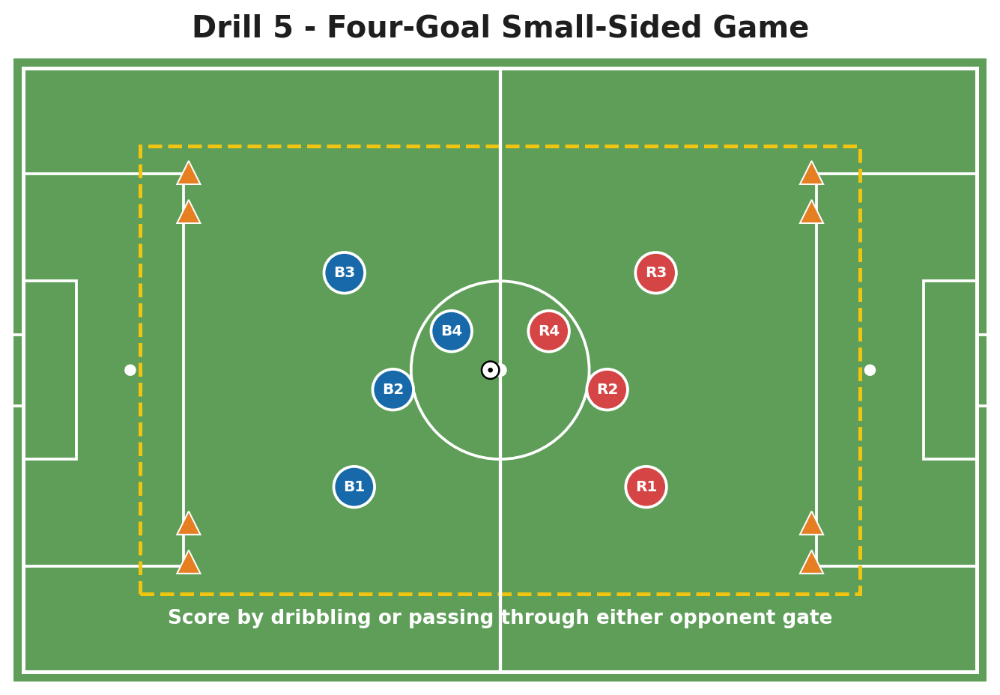 Drill 5 - Four-Goal Small-Sided Game
B3
R3
B4
R4
B2
R2
B1
R1
Score by dribbling or passing through either opponent gate